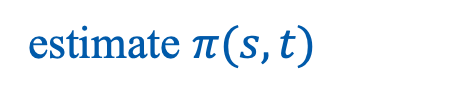 estimate 𝜋(𝑠, 𝑡)